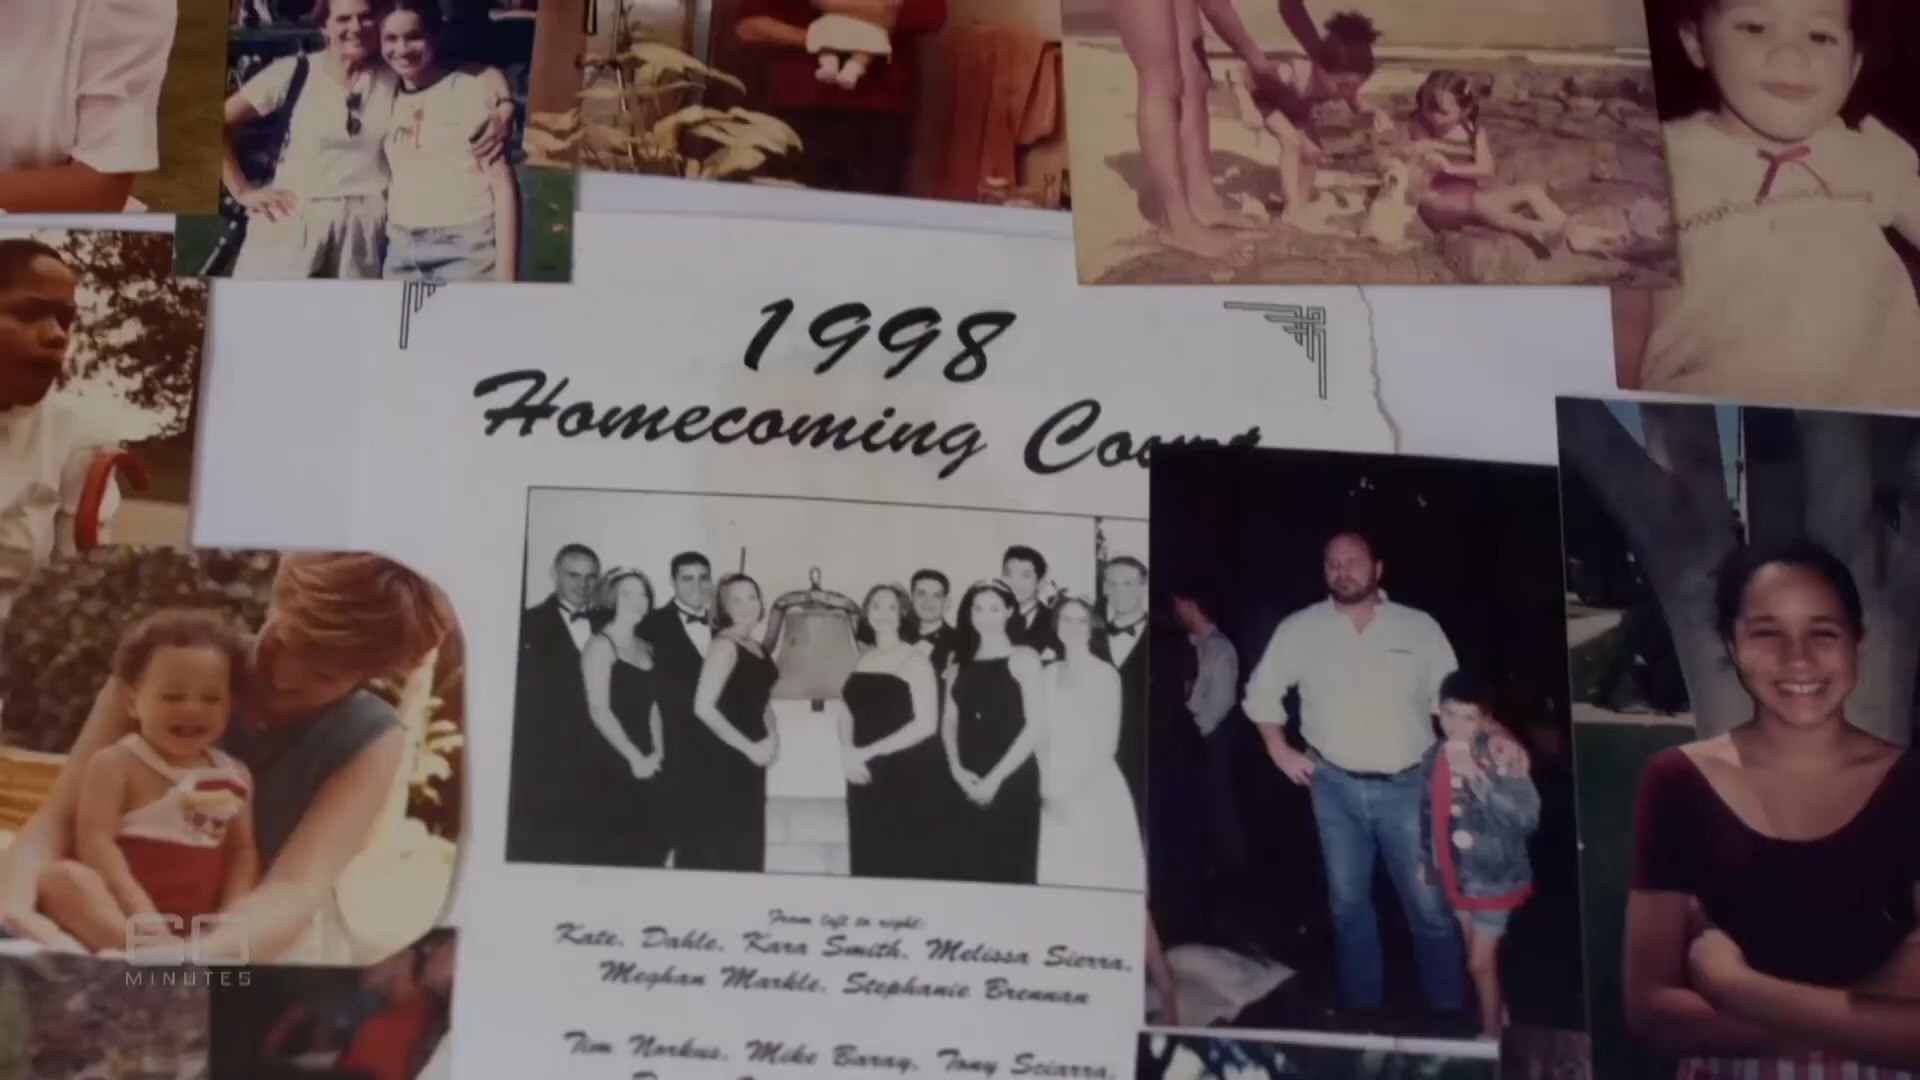 1998
Homecoming Court
From left to right:
Kate. Dahle. Kara Smith. Melissa Sierra.
Meghan Markle. Stephanie Brennan
Tim Norkus. Mike Baray. Tony Sciarra.
60
MINUTES